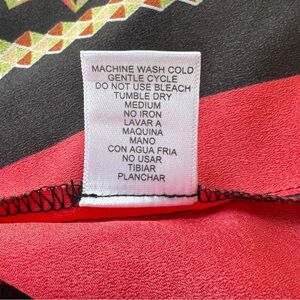 MACHINE WASH COLD
GENTLE CYCLE
DO NOT USE BLEACH
TUMBLE DRY
MEDIUM
NO IRON
LAVAR A
MAQUINA
MANO
CON AGUA FRIA
NO USAR
TIBIAR
PLANCHAR